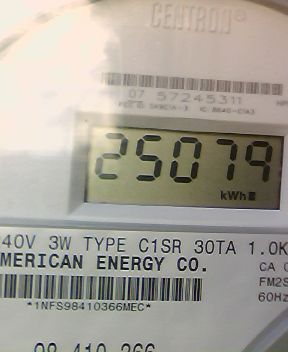 CENTRON®
07 57245311
25079
kWh
40V 3W TYPE C1SR 30TA 1.0K
MERICAN ENERGY CO.
CA 0
FM2S
60Hz
*1NFS98410366MEC*
98 410 366